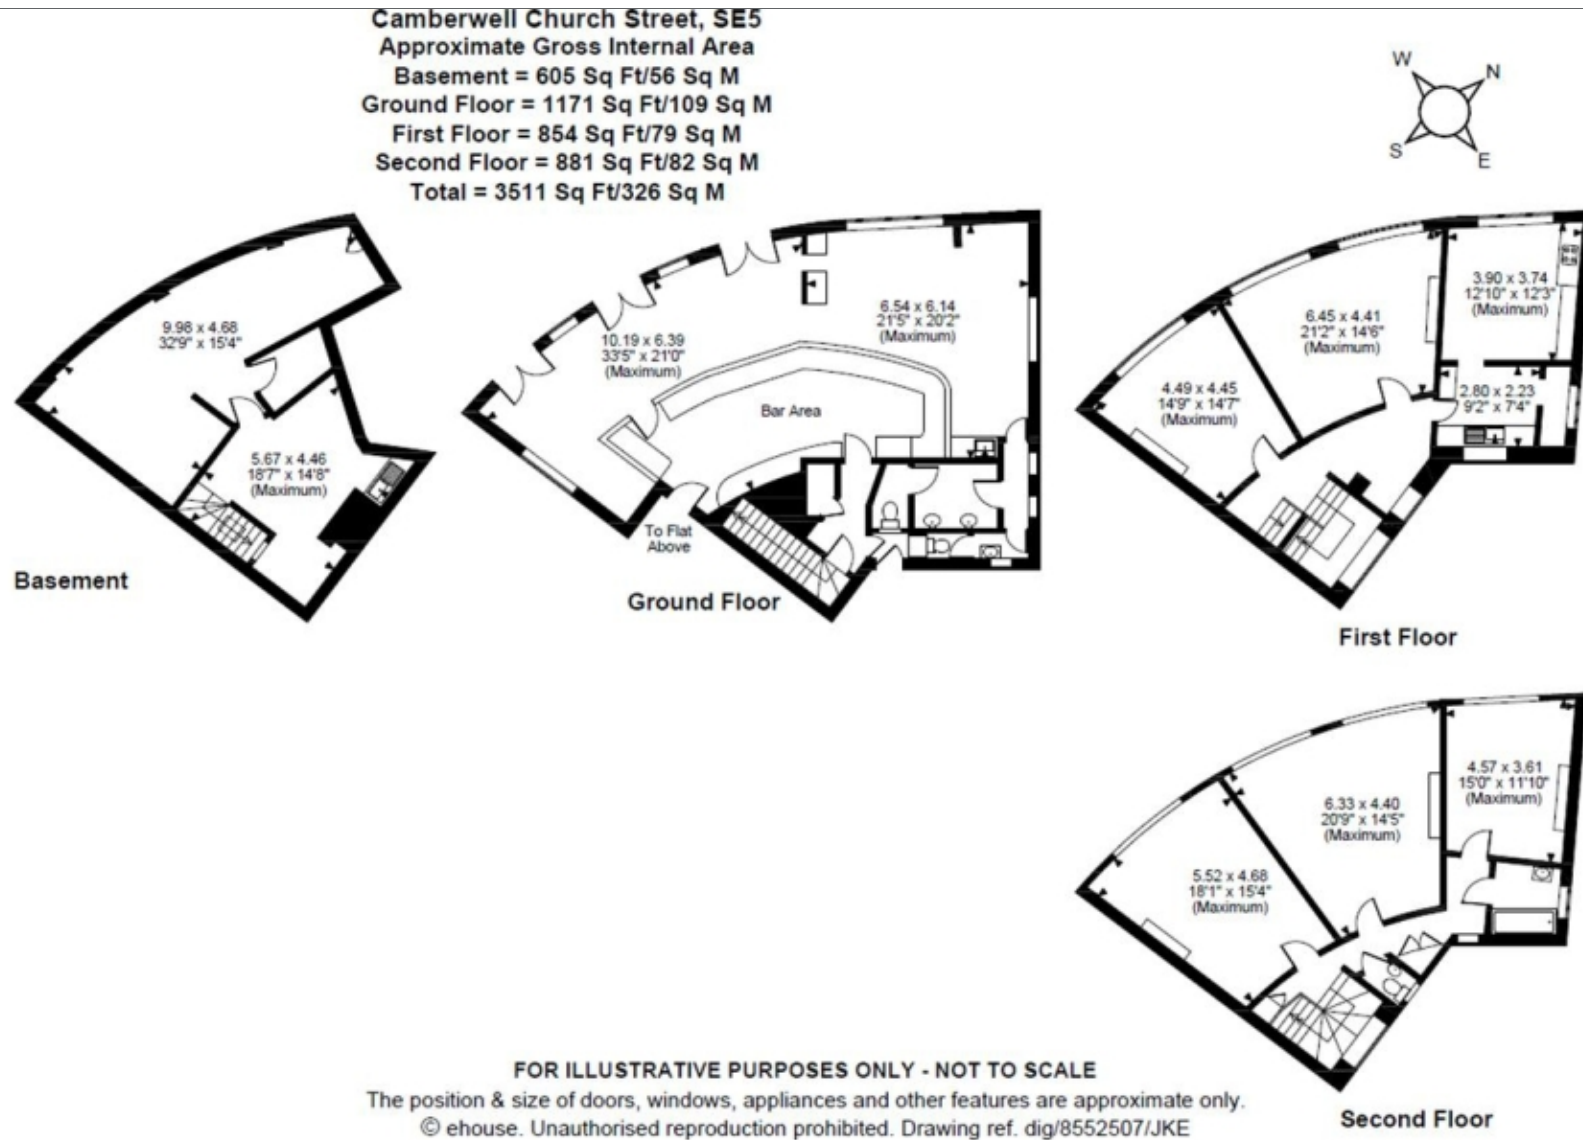 Camberwell Church Street, SE5
Approximate Gross Internal Area
Basement = 605 Sq Ft/56 Sq M
Ground Floor = 1171 Sq Ft/109 Sq M
First Floor = 854 Sq Ft/79 Sq M
Second Floor = 881 Sq Ft/82 Sq M
Total = 3511 Sq Ft/326 Sq M
W
N
S
E
9.98 x 4.68
32'9" x 15'4"
5.67 x 4.46
18'7" x 14'8"
(Maximum)
Basement
10.19 x 6.39
33'5" x 21'0"
(Maximum)
6.54 x 6.14
21'5" x 20'2"
(Maximum)
Bar Area
To Flat
Above
Ground Floor
4.49 x 4.45
14'9" x 14'7"
(Maximum)
6.45 x 4.41
21'2" x 14'6"
(Maximum)
3.90 x 3.74
12'10" x 12'3"
(Maximum)
2.80 x 2.23
9'2" x 7'4"
First Floor
5.52 x 4.68
18'1" x 15'4"
(Maximum)
6.33 x 4.40
20'9" x 14'5"
(Maximum)
4.57 x 3.61
15'0" x 11'10"
(Maximum)
Second Floor
FOR ILLUSTRATIVE PURPOSES ONLY - NOT TO SCALE
The position & size of doors, windows, appliances and other features are approximate only.
© ehouse. Unauthorised reproduction prohibited. Drawing ref. dig/8552507/JKE